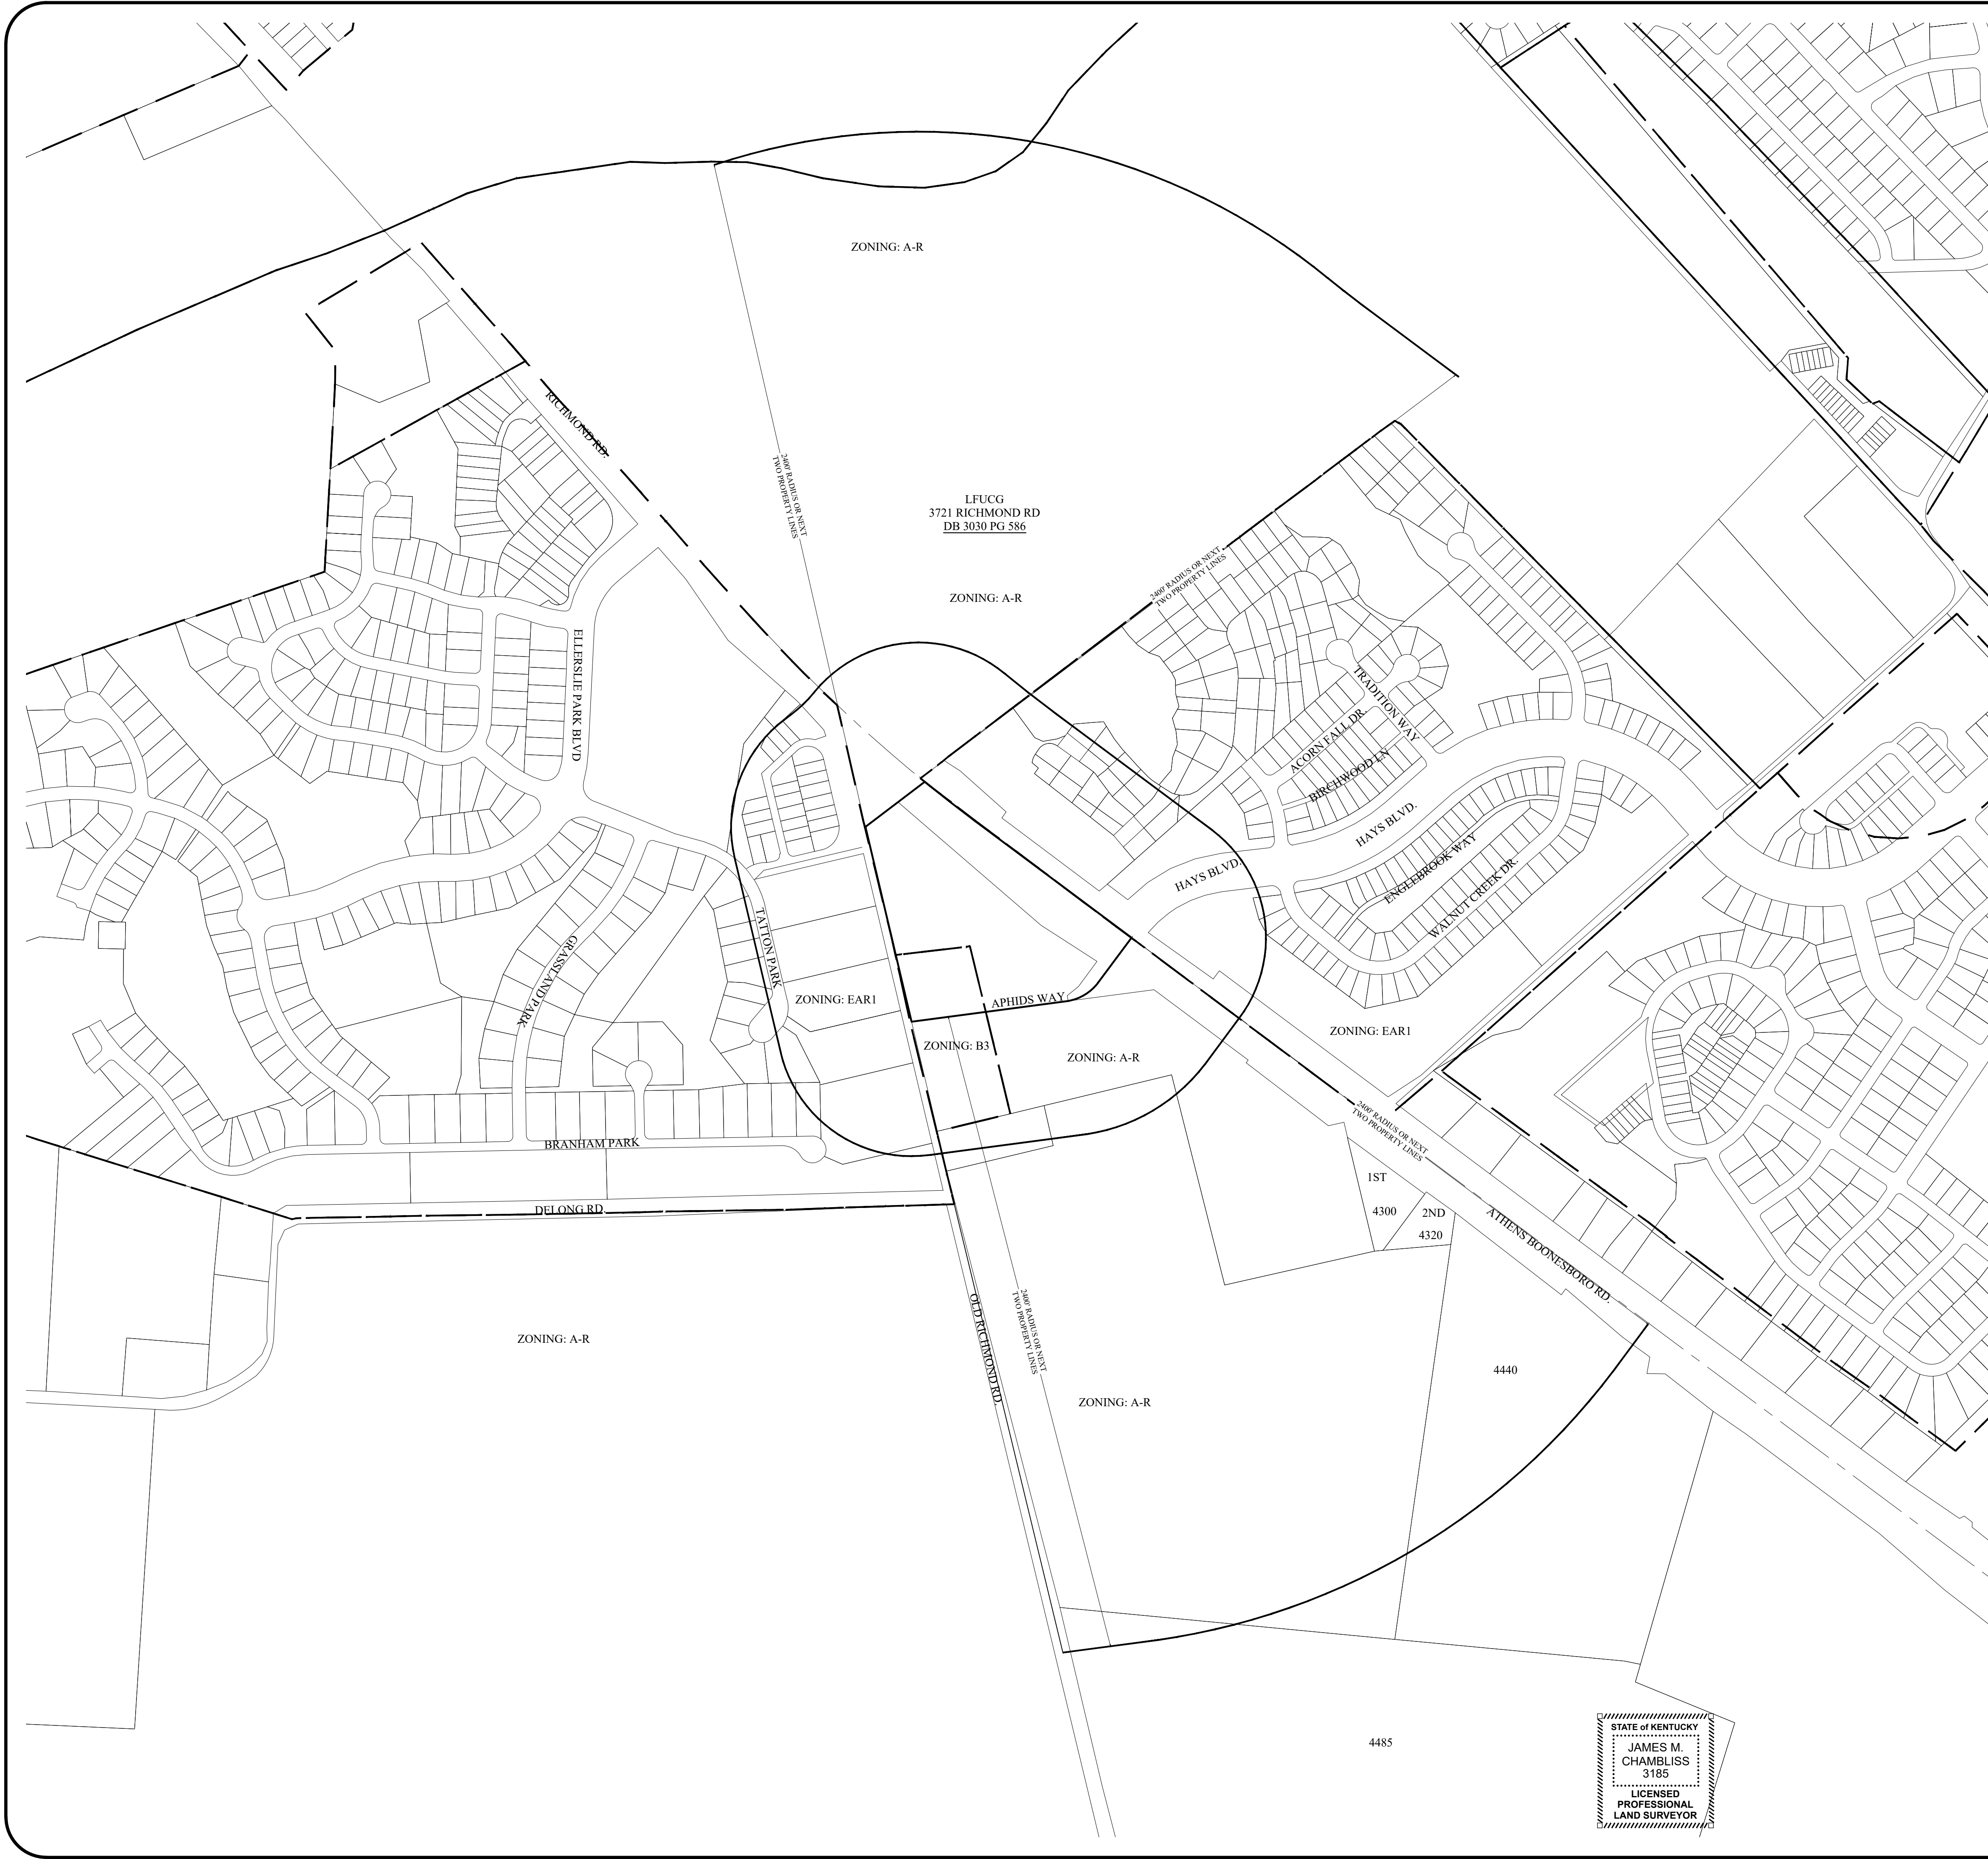 ZONING: A-R
RICHMOND RD.
2400' RADIUS OR NEXT
TWO PROPERTY LINES
LFUCG
3721 RICHMOND RD
DB 3030 PG 586
2400' RADIUS OR NEXT
TWO PROPERTY LINES
ZONING: A-R
ELLERSLIE PARK BLVD
TRADITION WAY
ACORN FALL DR.
BIRCHWOOD LN
HAYS BLVD.
HAYS BLVD.
ENGLEBROOK WAY
WALNUT CREEK DR.
TATTON PARK
GRASSLAND PARK
ZONING: EAR1
APHIDS WAY
ZONING: EAR1
ZONING: B3
ZONING: A-R
BRANHAM PARK
2400' RADIUS OR NEXT
TWO PROPERTY LINES
1ST
4300
2ND
4320
DELONG RD.
ATHENS BOONESBORO RD.
ZONING: A-R
OLD RICHMOND RD.
2400' RADIUS OR NEXT
TWO PROPERTY LINES
4440
ZONING: A-R
4485
STATE of KENTUCKY
JAMES M.
CHAMBLISS
3185
LICENSED
PROFESSIONAL
LAND SURVEYOR